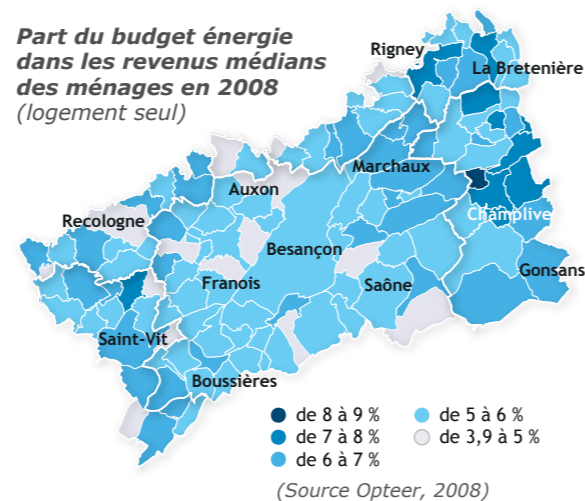 Part du budget énergie
dans les revenus médians
des ménages en 2008
(logement seul)
Rigney
La Bretenière
Marchaux
Auxon
Recologne
Champlive
Besançon
Gonsans
Franois
Saône
Saint-Vit
Boussières
de 8 à 9 %
de 7 à 8 %
de 6 à 7 %
de 5 à 6 %
de 3,9 à 5 %
(Source Opteer, 2008)